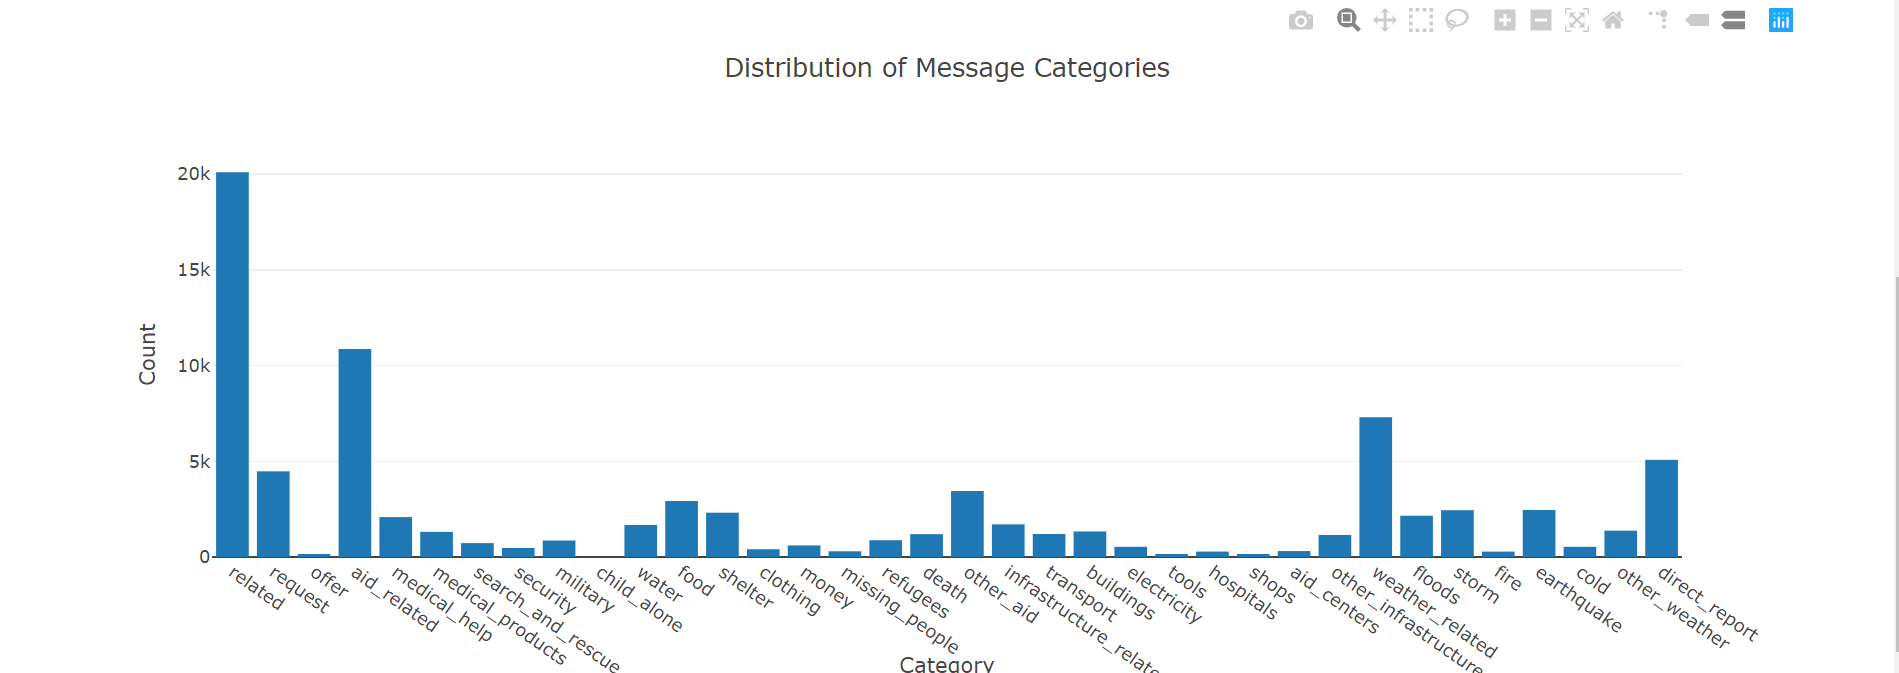 Distribution of Message Categories
20k
15k
10k
5k
0
Count
related
request
offer
aid_related
medical_help
medical_products
search_and_rescue
security
military
child_alone
water
food
shelter
clothing
money
missing_people
refugees
death
other_aid
infrastructure_relate
transport
buildings
electricity
tools
hospitals
shops
aid_centers
other_infrastructure
weather_related
floods
storm
fire
earthquake
cold
other_weather
direct_report
Category